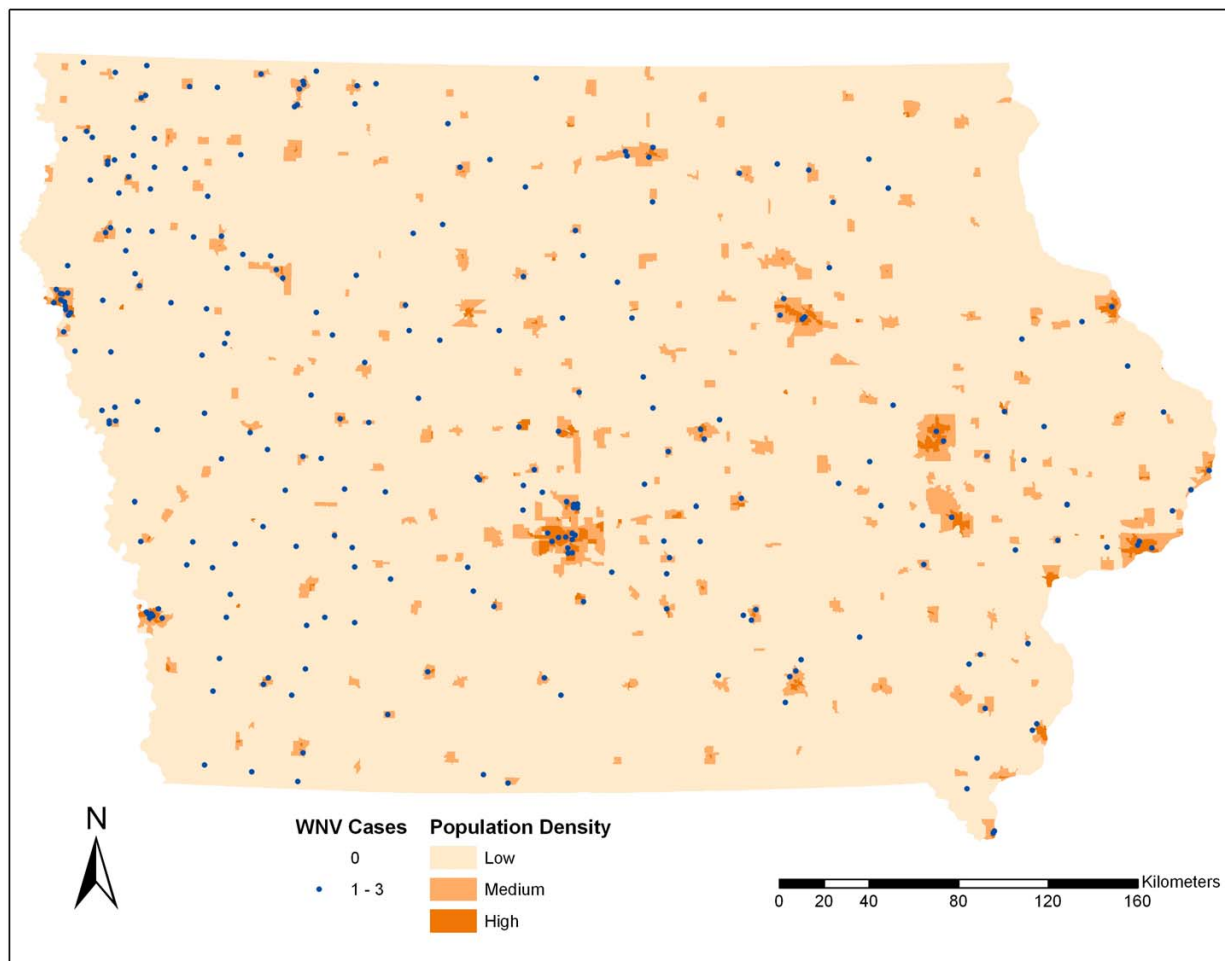 N
WNV Cases
0
1 - 3
Population Density
Low
Medium
High
Kilometers
0 20 40 80 120 160